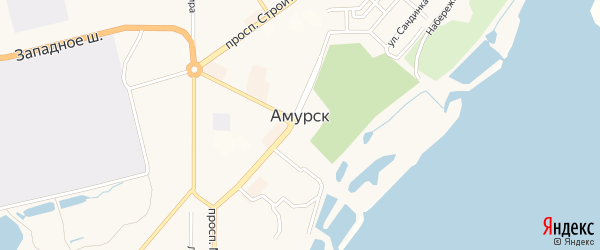 Западное ш.
просп. Строи
ул. Сандинка
Набереж
Амурск
просп.
Яндекс